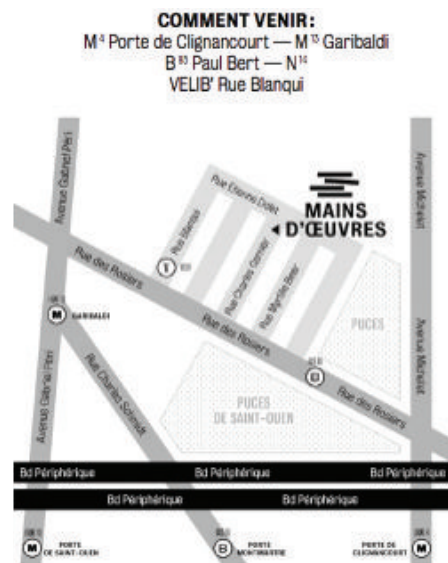 COMMENT VENIR :
M⁴ Porte de Clignancourt — M¹³ Garibaldi
B⁸⁵ Paul Bert — N¹⁴
VELIB' Rue Blanqui
Avenue Gabriel Péri
Avenue Michelet
Rue Etienne Dolet
MAINS
D'ŒUVRES
Rue Blanqui
Rue Charles Garnier
Rue Myrtille Beer
Rue des Rosiers
V
M
GARIBALDI
Rue des Rosiers
PUCES
Avenue Michelet
B
Rue des Rosiers
PUCES
DE SAINT-OUEN
Avenue Gabriel Péri
Rue Charles Schmidt
Bd Périphérique
Bd Périphérique
Bd Périphérique
Bd Périphérique
Bd Périphérique
M
PORTE
DE SAINT-OUEN
B
PORTE
MONTMARTRE
PORTE DE
CLIGNANCOURT
M